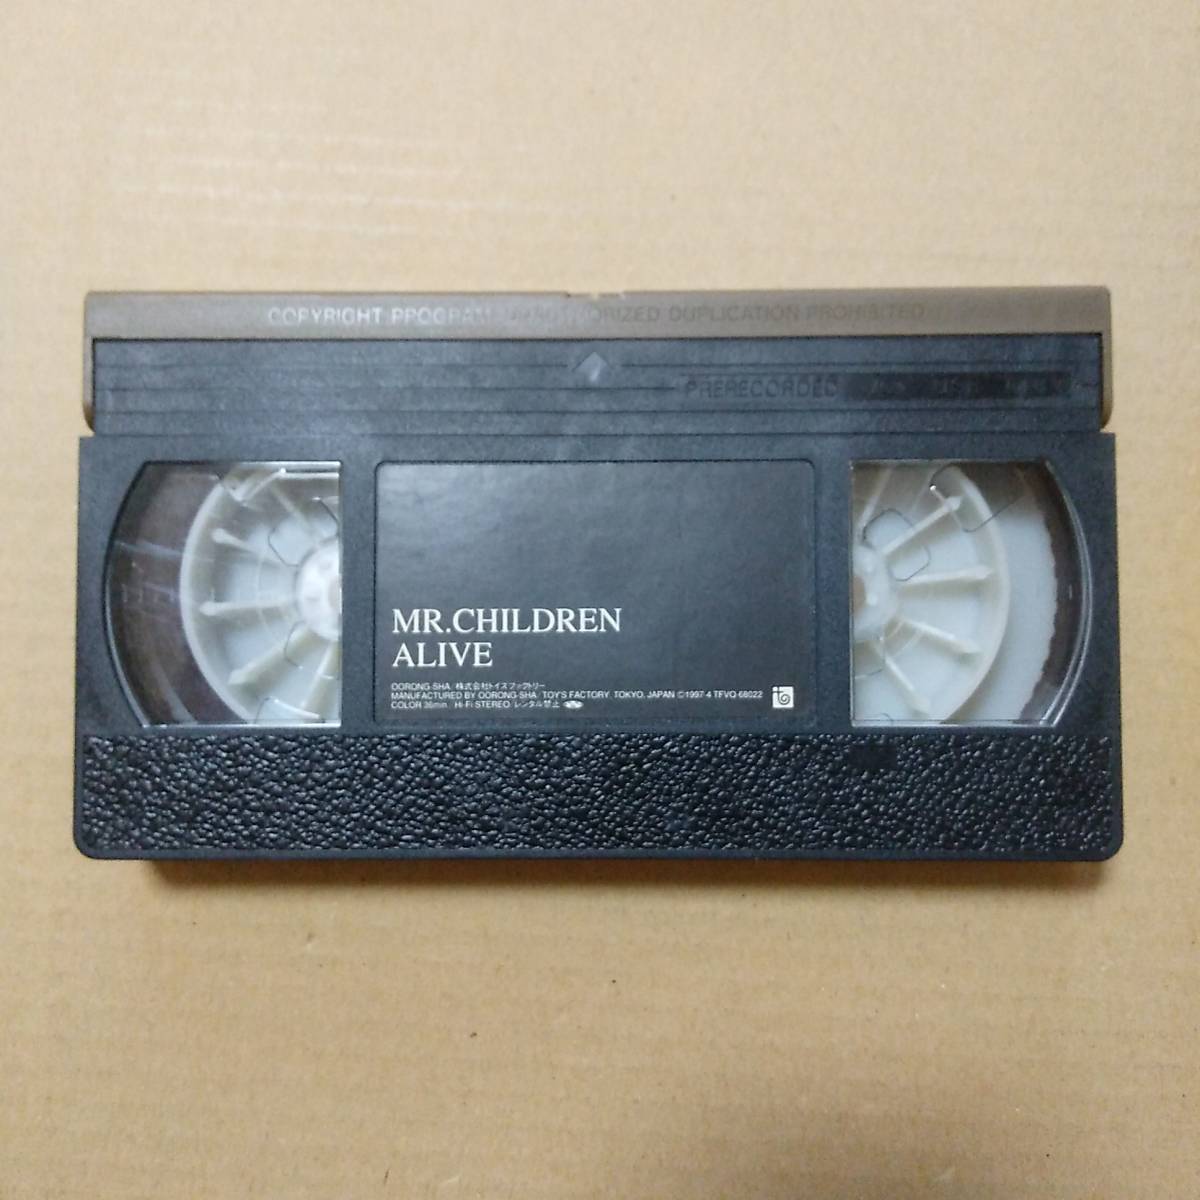 COPYRIGHT PROGRAM UNAUTHORIZED DUPLICATION PROHIBITED
PRERECORDED
MR.CHILDREN
ALIVE
OORONG-SHA/株式会社トイズファクトリー
MANUFACTURED BY OORONG-SHA/TOY'S FACTORY. TOKYO. JAPAN ©1997・4 TFVQ-68022
COLOR 36min. Hi-Fi STEREO/レンタル禁止